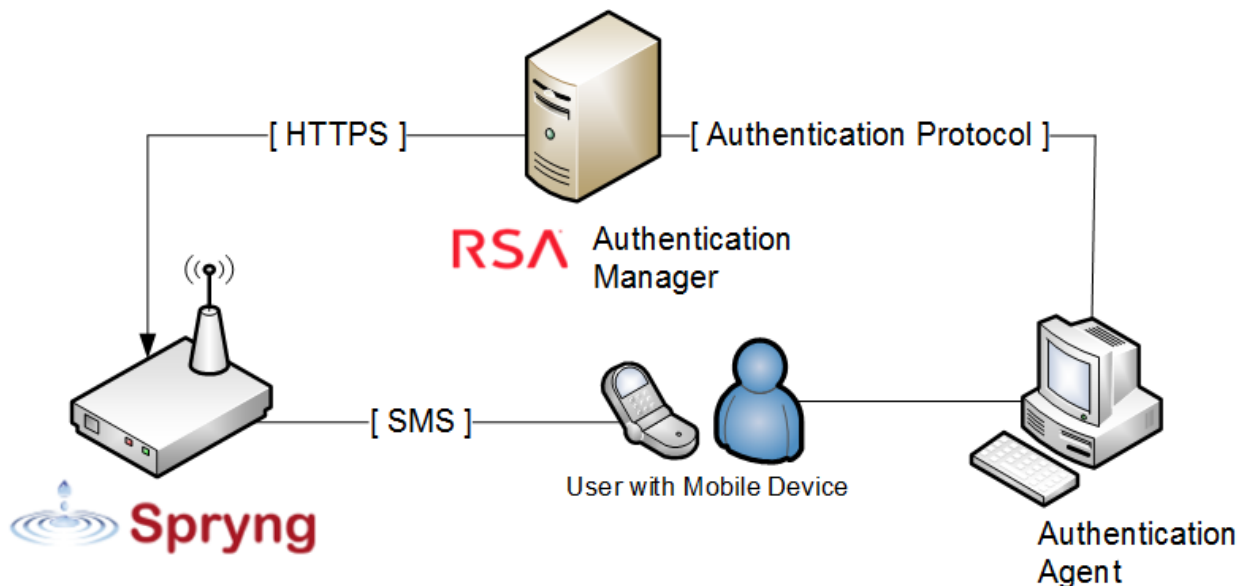 [ HTTPS ]
[ Authentication Protocol ]
RSA
Authentication
Manager
[ SMS ]
User with Mobile Device
Spryng
Authentication
Agent